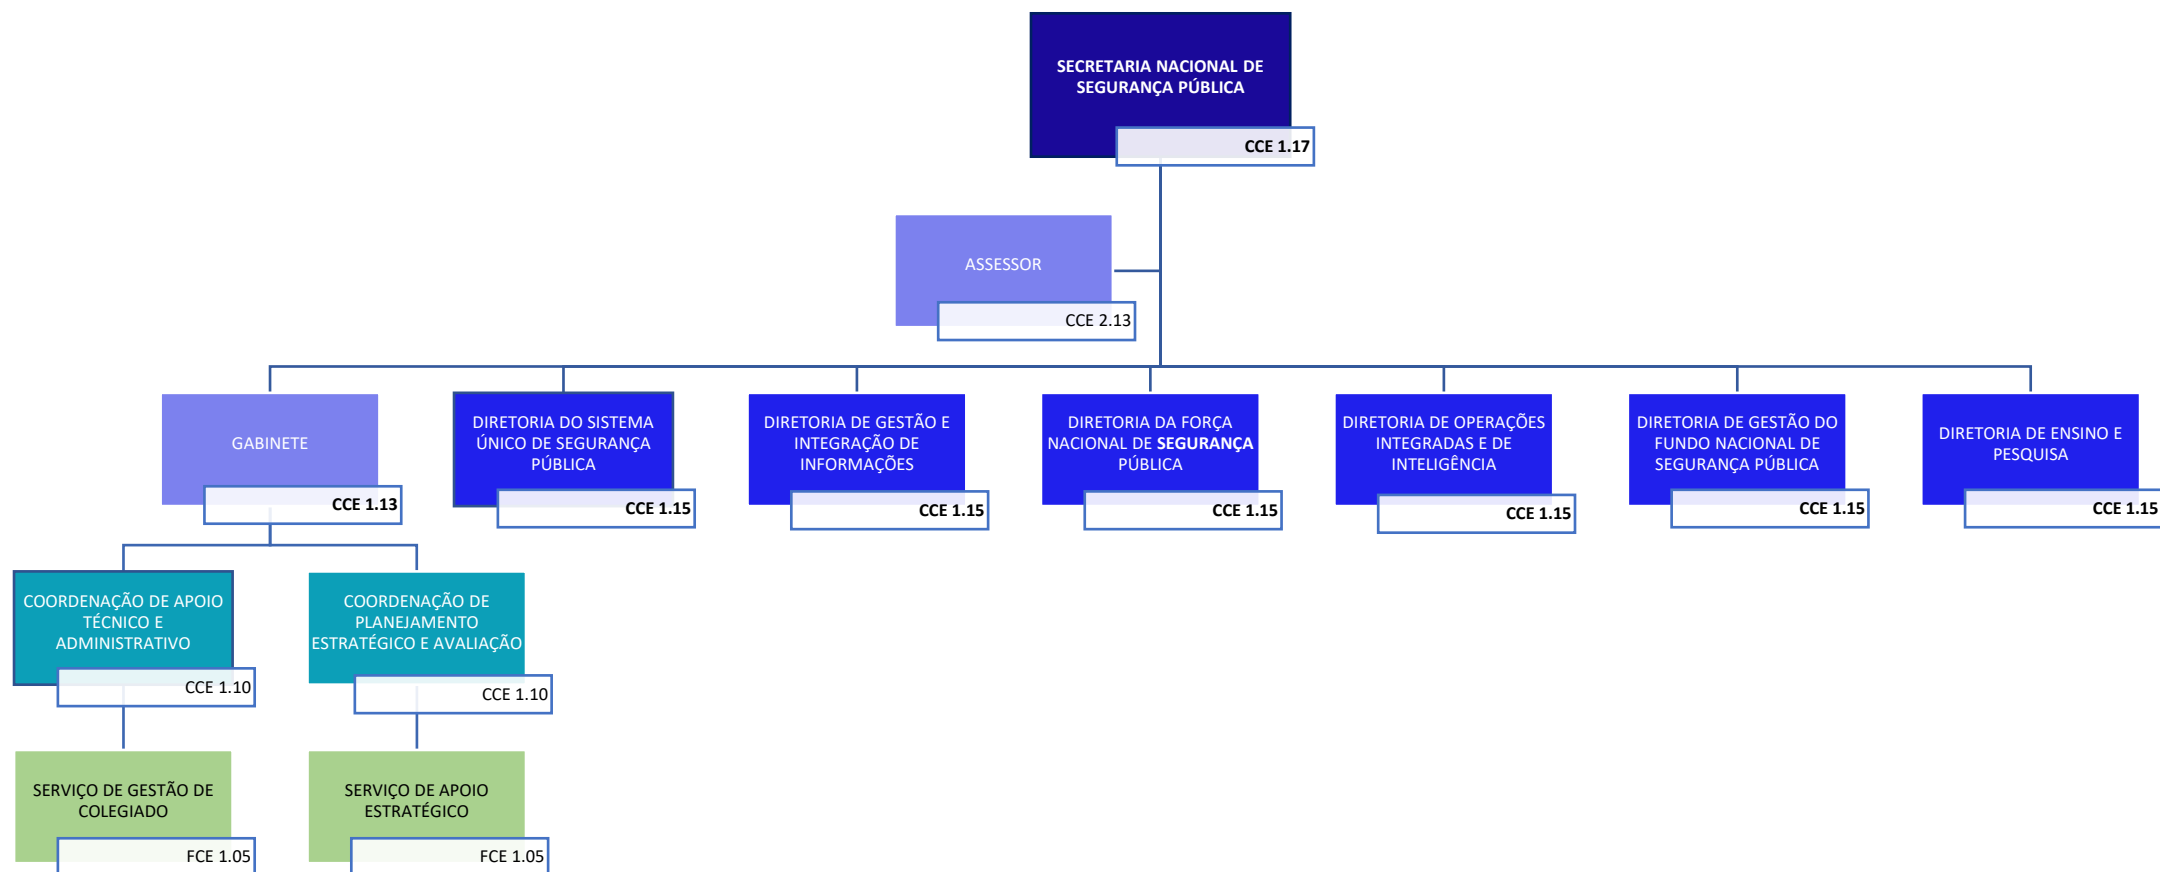 SECRETARIA NACIONAL DE
SEGURANÇA PÚBLICA
CCE 1.17
ASSESSOR
CCE 2.13
GABINETE
CCE 1.13
DIRETORIA DO SISTEMA
ÚNICO DE SEGURANÇA
PÚBLICA
CCE 1.15
DIRETORIA DE GESTÃO E
INTEGRAÇÃO DE
INFORMAÇÕES
CCE 1.15
DIRETORIA DA FORÇA
NACIONAL DE SEGURANÇA
PÚBLICA
CCE 1.15
DIRETORIA DE OPERAÇÕES
INTEGRADAS E DE
INTELIGÊNCIA
CCE 1.15
DIRETORIA DE GESTÃO DO
FUNDO NACIONAL DE
SEGURANÇA PÚBLICA
CCE 1.15
DIRETORIA DE ENSINO E
PESQUISA
CCE 1.15
COORDENAÇÃO DE APOIO
TÉCNICO E
ADMINISTRATIVO
CCE 1.10
COORDENAÇÃO DE
PLANEJAMENTO
ESTRATÉGICO E AVALIAÇÃO
CCE 1.10
SERVIÇO DE GESTÃO DE
COLEGIADO
FCE 1.05
SERVIÇO DE APOIO
ESTRATÉGICO
FCE 1.05